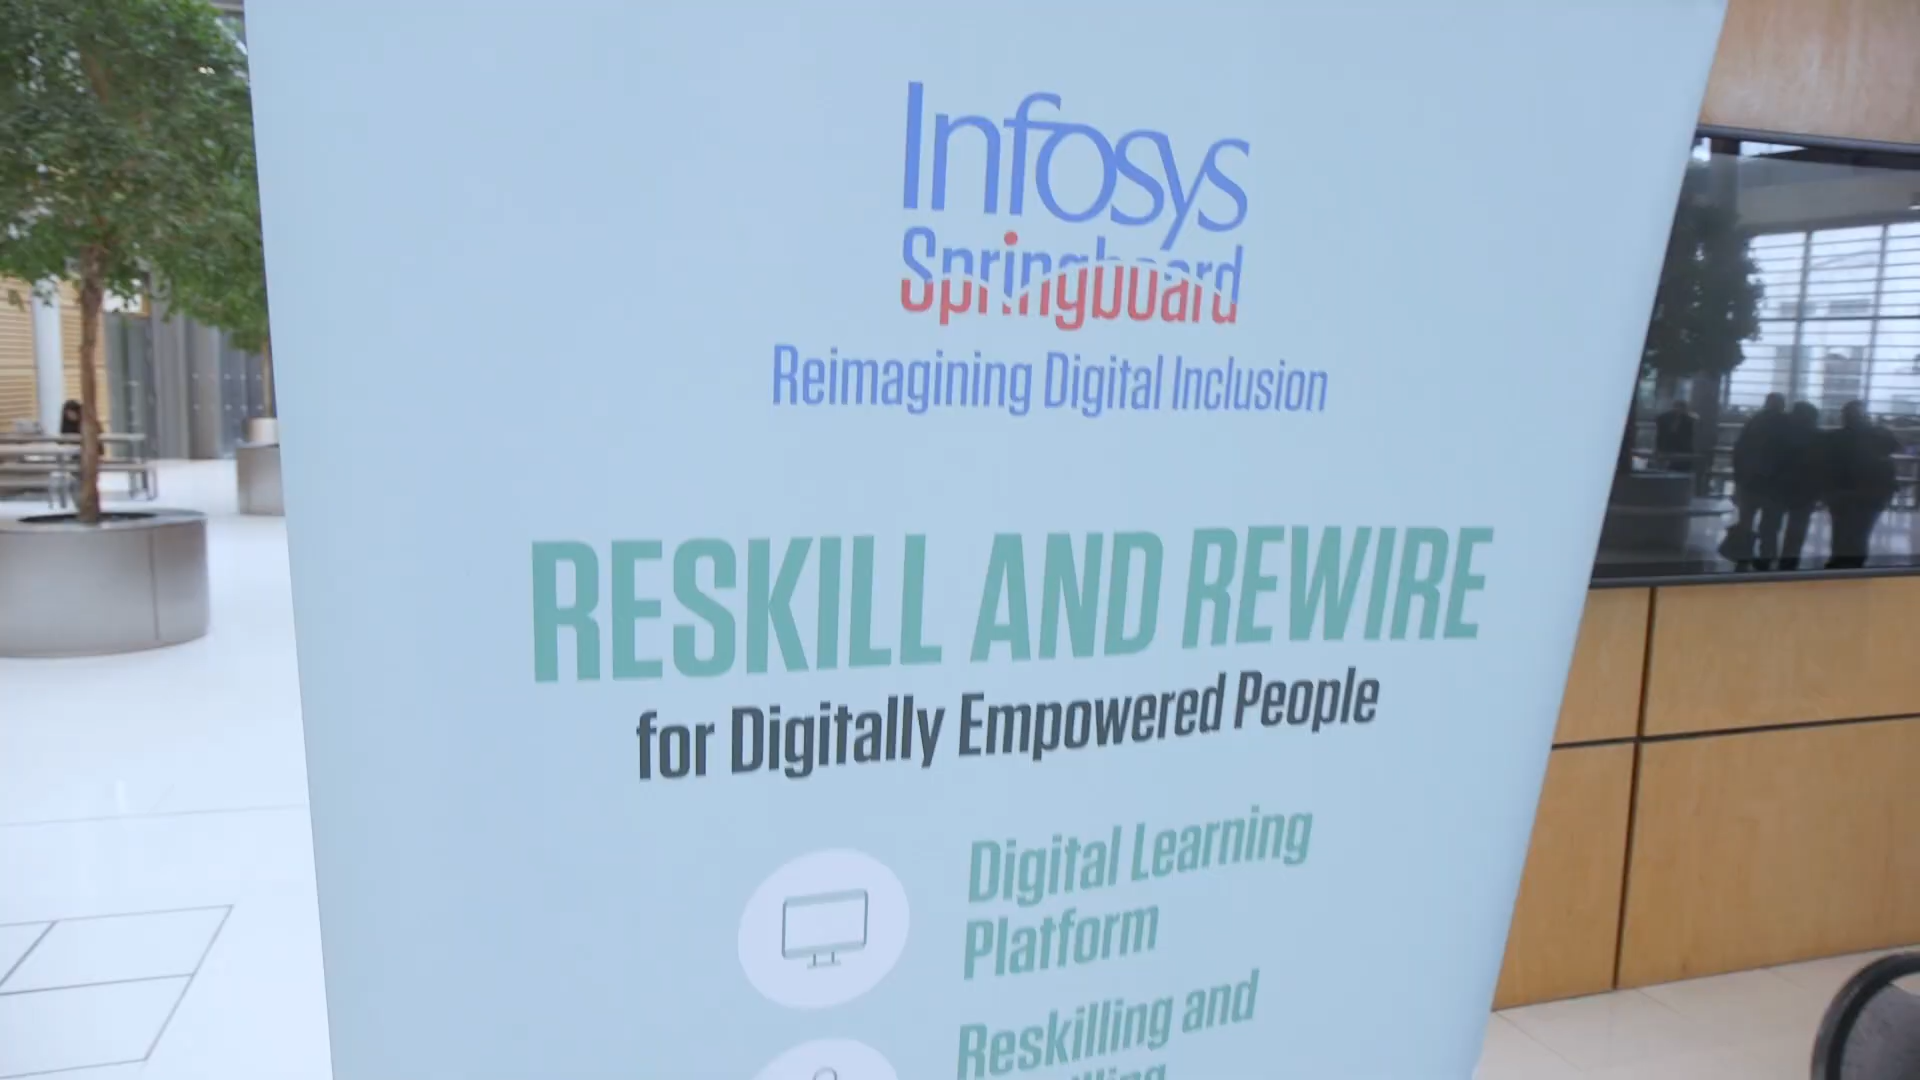 Infosys
Springboard
Reimagining Digital Inclusion
RESKILL AND REWIRE
for Digitally Empowered People
Digital Learning
Platform
Reskilling and